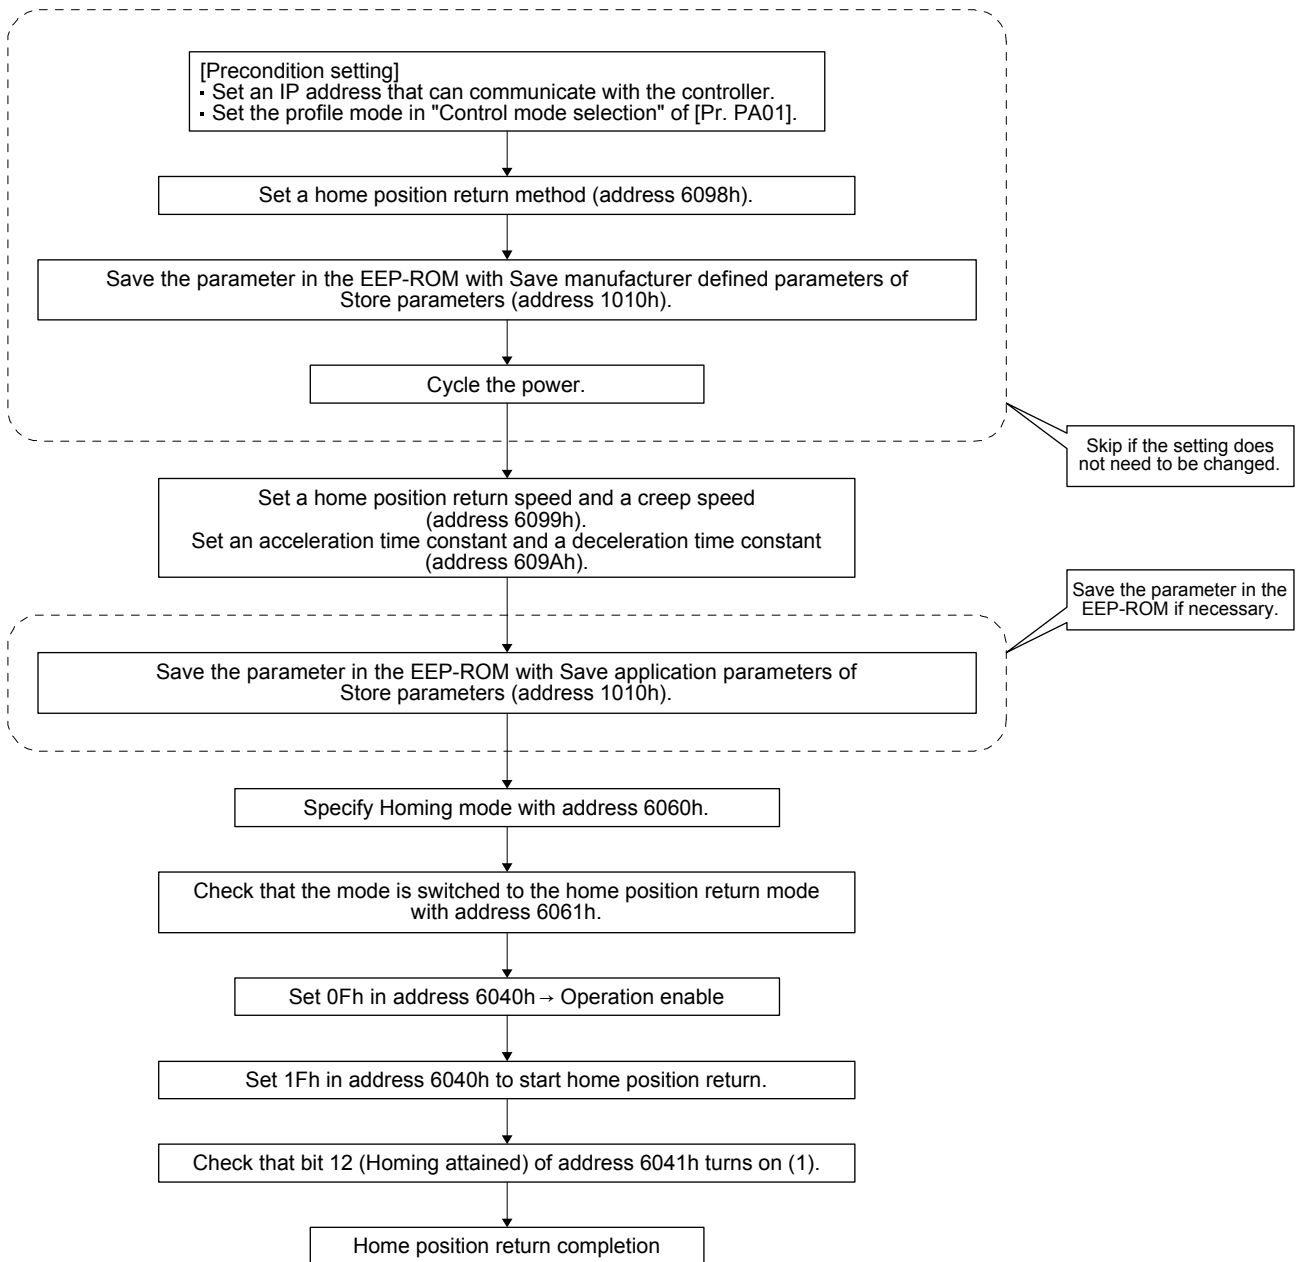 [Precondition setting]
· Set an IP address that can communicate with the controller.
· Set the profile mode in "Control mode selection" of [Pr. PA01].
Set a home position return method (address 6098h).
Save the parameter in the EEP-ROM with Save manufacturer defined parameters of
Store parameters (address 1010h).
Cycle the power.
Skip if the setting does
not need to be changed.
Set a home position return speed and a creep speed
(address 6099h).
Set an acceleration time constant and a deceleration time constant
(address 609Ah).
Save the parameter in the
EEP-ROM if necessary.
Save the parameter in the EEP-ROM with Save application parameters of
Store parameters (address 1010h).
Specify Homing mode with address 6060h.
Check that the mode is switched to the home position return mode
with address 6061h.
Set 0Fh in address 6040h → Operation enable
Set 1Fh in address 6040h to start home position return.
Check that bit 12 (Homing attained) of address 6041h turns on (1).
Home position return completion